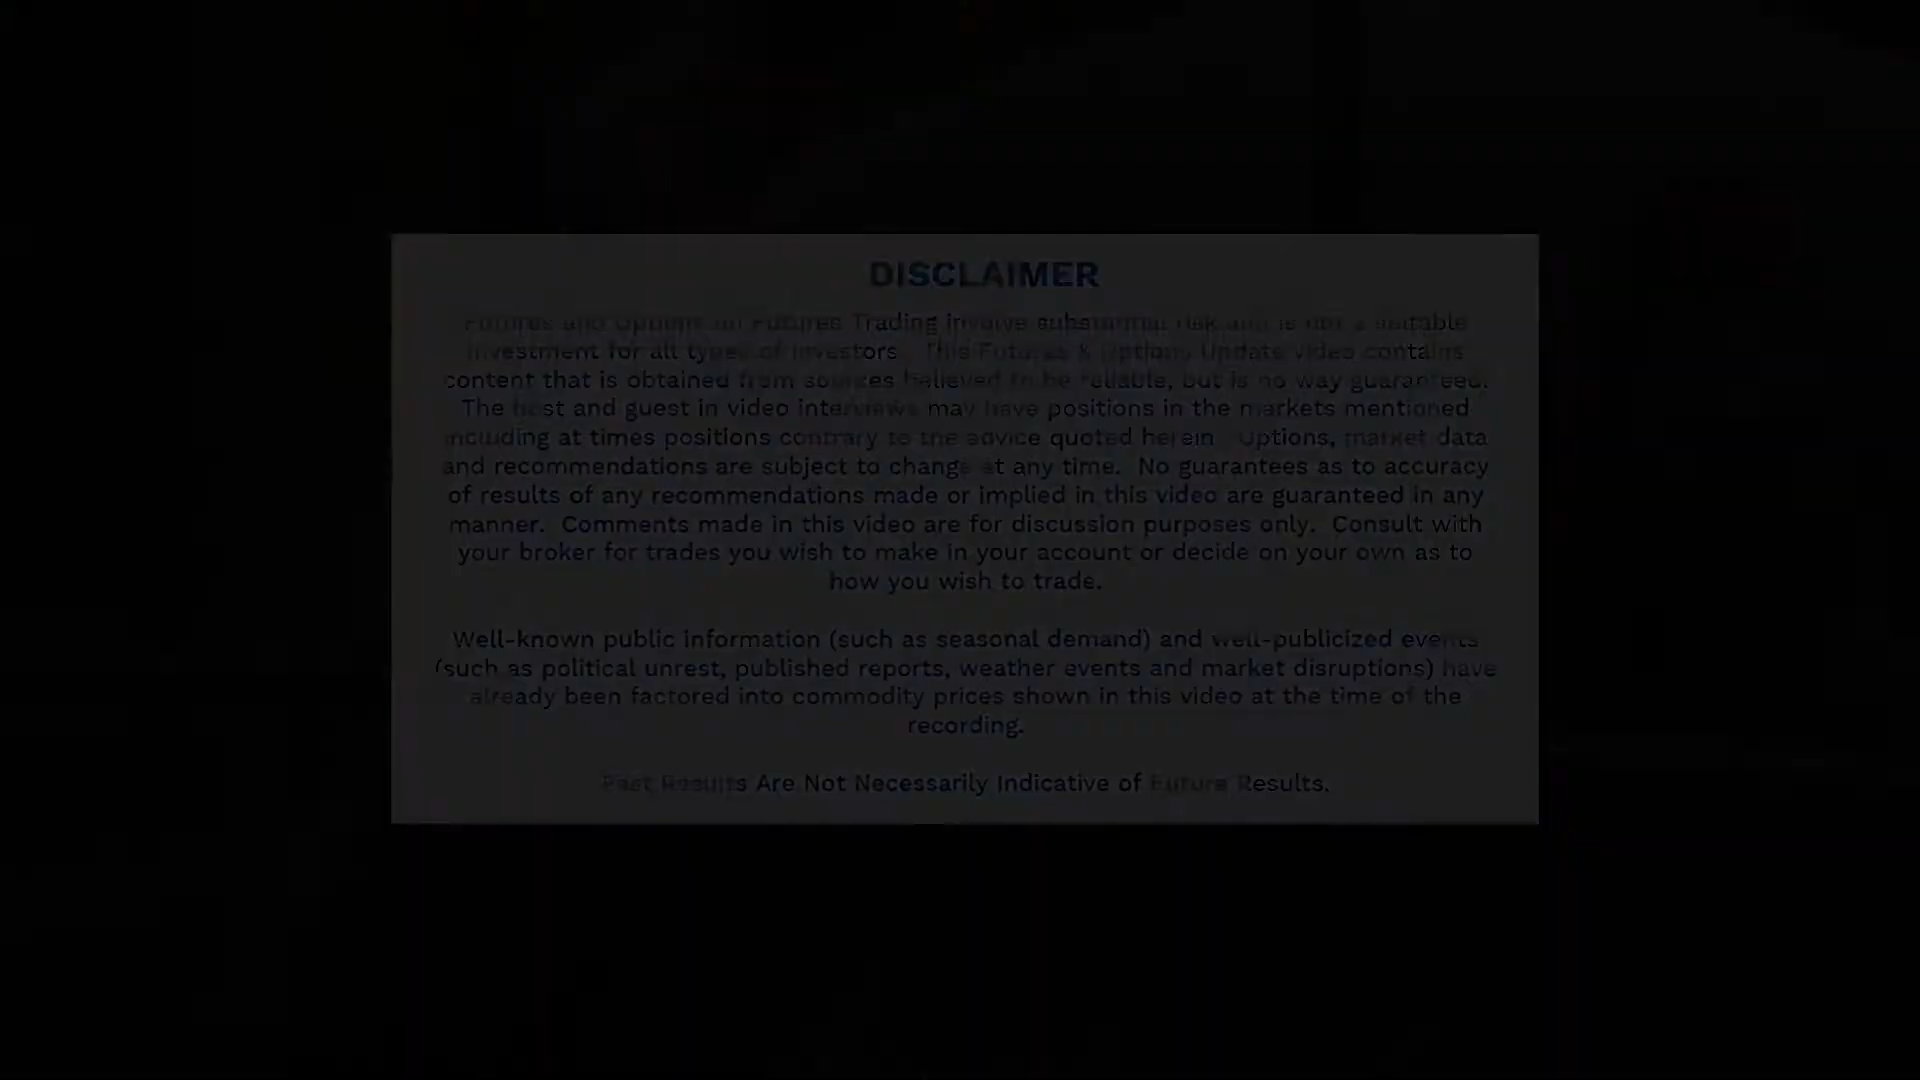 DISCLAIMER
Futures and Options on Futures Trading involve substantial risk and is not a suitable
investment for all types of investors. This Futures & Options Update video contains
content that is obtained from sources believed to be reliable, but is no way guaranteed.
The host and guest in video interviews may have positions in the markets mentioned
including at times positions contrary to the advice quoted herein. Options, market data
and recommendations are subject to change at any time. No guarantees as to accuracy
of results of any recommendations made or implied in this video are guaranteed in any
manner. Comments made in this video are for discussion purposes only. Consult with
your broker for trades you wish to make in your account or decide on your own as to
how you wish to trade.
Well-known public information (such as seasonal demand) and well-publicized events
(such as political unrest, published reports, weather events and market disruptions) have
already been factored into commodity prices shown in this video at the time of the
recording.
Past Results Are Not Necessarily Indicative of Future Results.